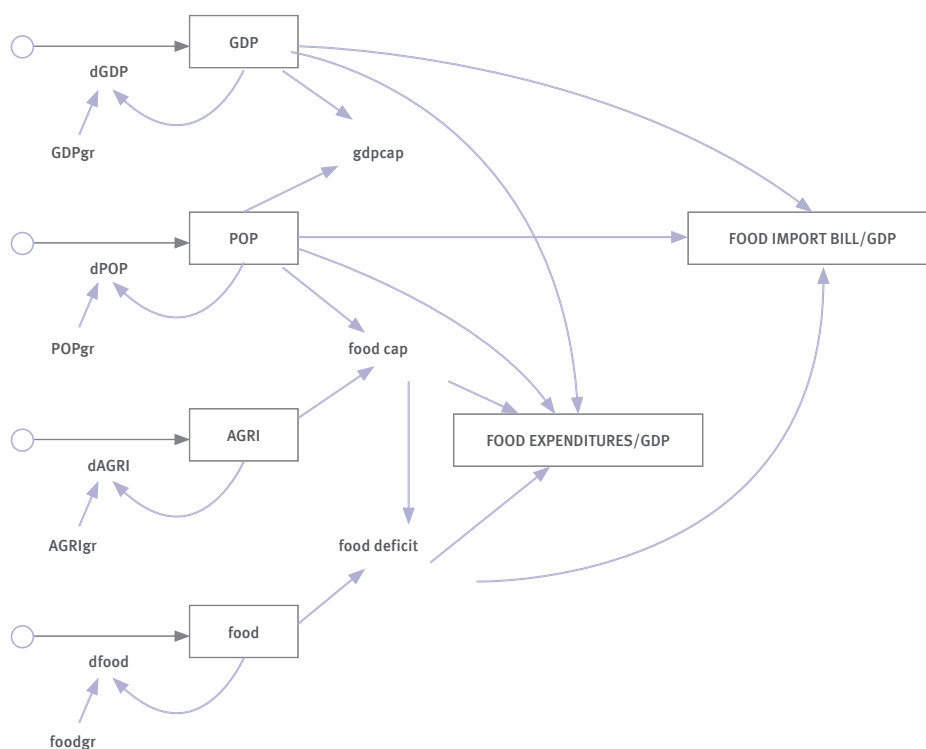 GDP
dGDP
GDPgr
gdpcap
POP
FOOD IMPORT BILL/GDP
dPOP
POPgr
food cap
AGRI
FOOD EXPENDITURES/GDP
dAGRI
AGRIgr
food deficit
food
dfood
foodgr